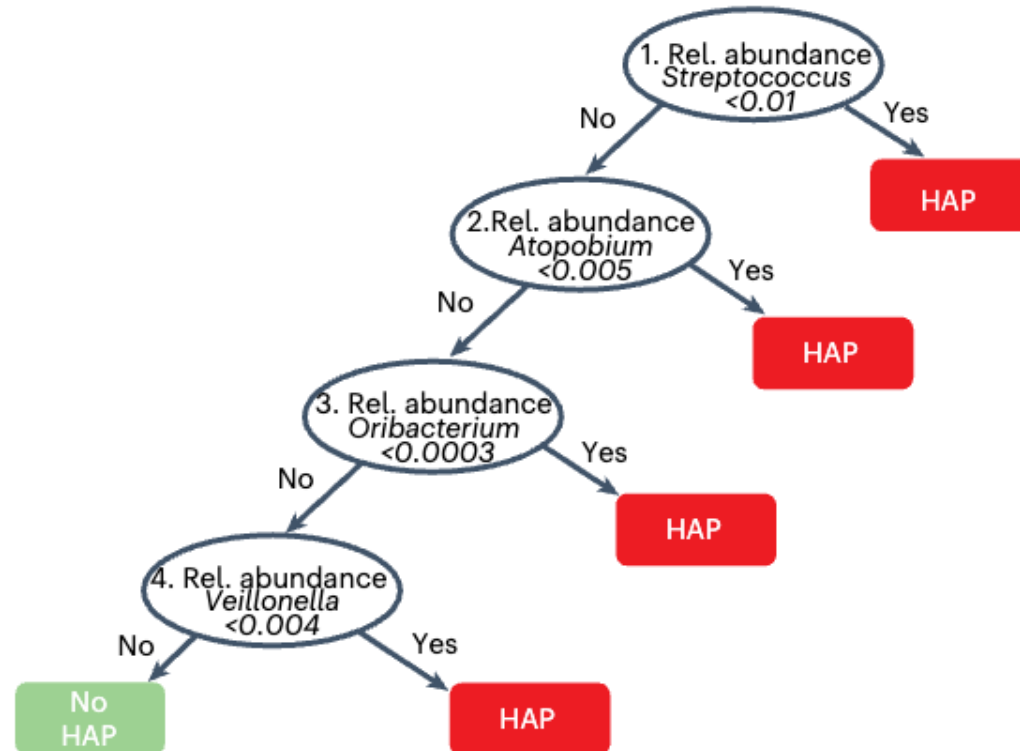 1. Rel. abundance
Streptococcus
<0.01
No
Yes
HAP
2.Rel. abundance
Atopobium
<0.005
No
Yes
HAP
3. Rel. abundance
Oribacterium
<0.0003
No
Yes
HAP
4. Rel. abundance
Veillonella
<0.004
No
Yes
No
HAP
HAP